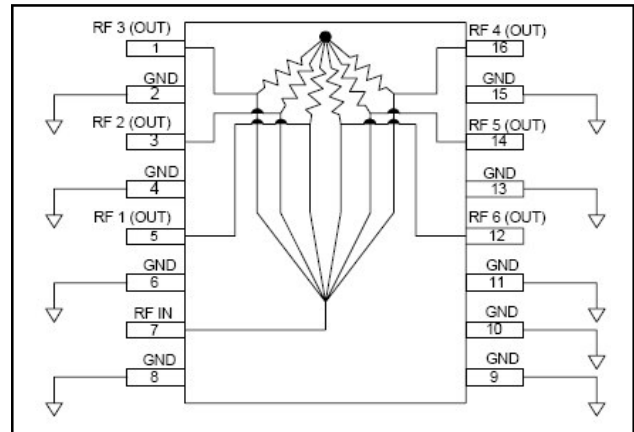 RF 3 (OUT)
1
GND
2
RF 2 (OUT)
3
GND
4
RF 1 (OUT)
5
GND
6
RF IN
7
GND
8
RF 4 (OUT)
16
GND
15
RF 5 (OUT)
14
GND
13
RF 6 (OUT)
12
GND
11
GND
10
GND
9